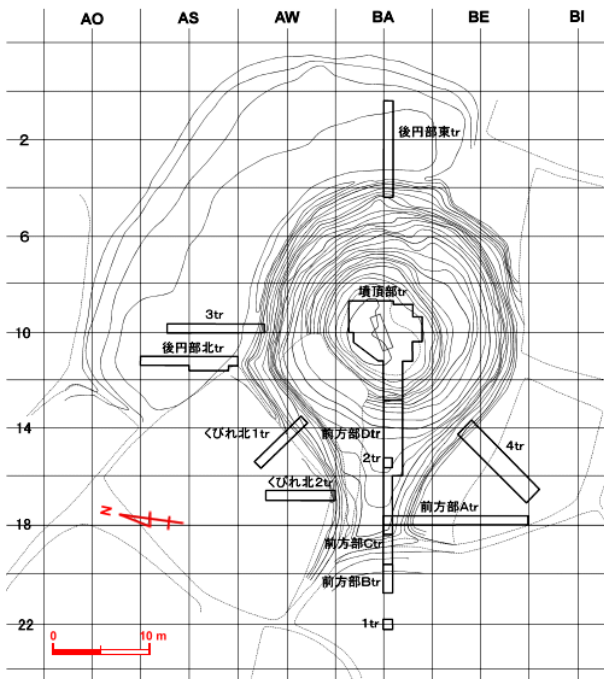 AO AS AW BA BE BI
2
後円部東tr
6
墳頂部tr
3tr
10
後円部北tr
14
くびれ北1tr
前方部Dtr
4tr
2tr
くびれ北2tr
前方部Atr
N
18
前方部Ctr
前方部Btr
22
1tr
0 10 m